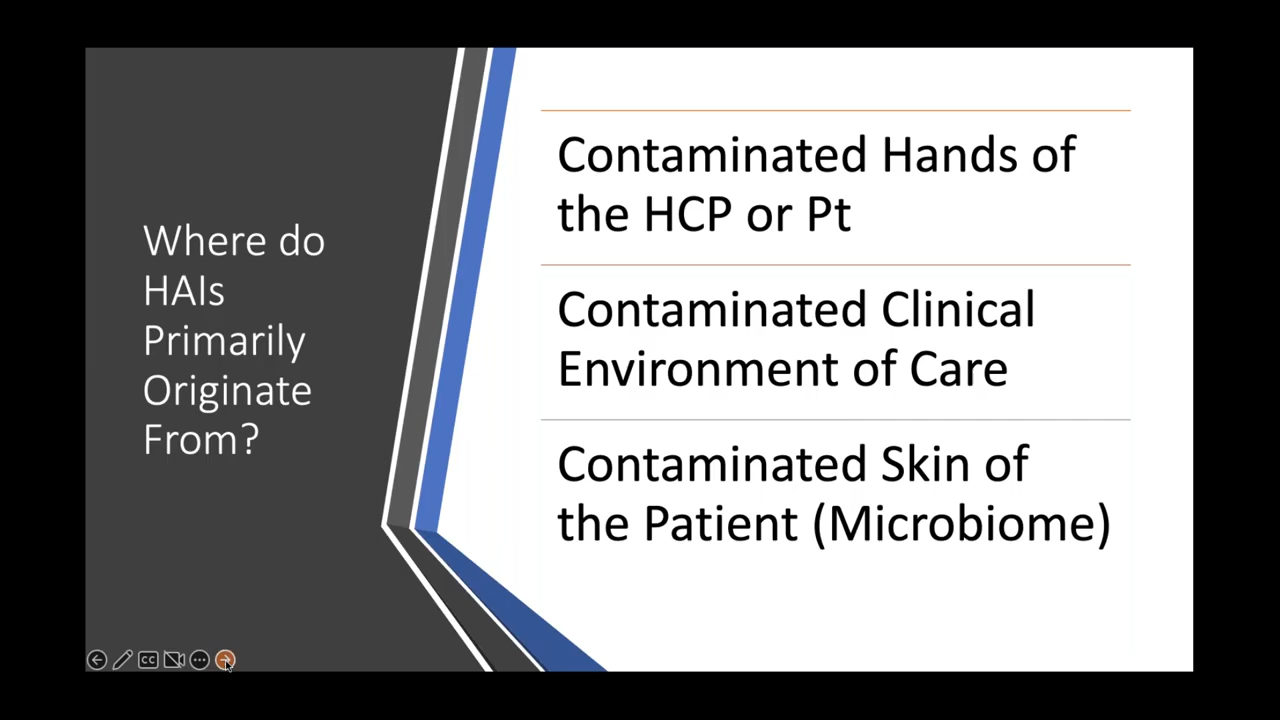 Where do
HAIs
Primarily
Originate
From?
Contaminated Hands of
the HCP or Pt
Contaminated Clinical
Environment of Care
Contaminated Skin of
the Patient (Microbiome)
CC